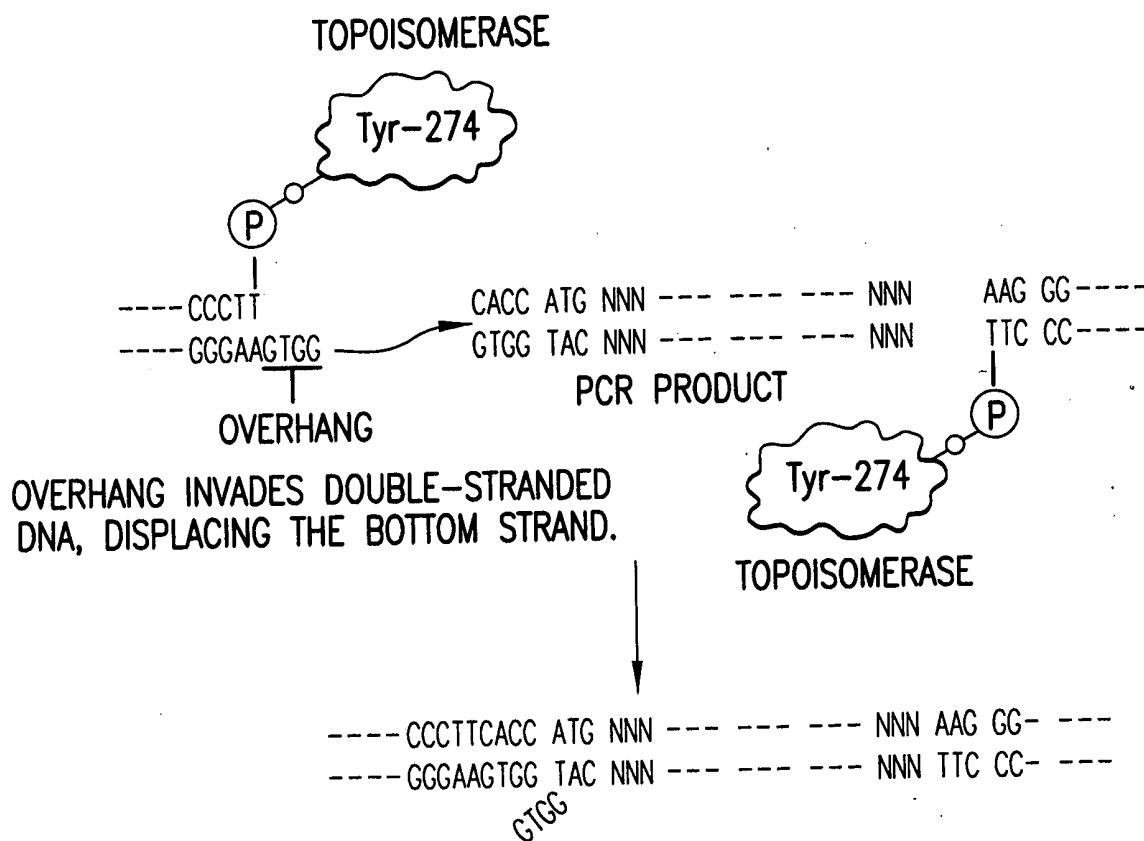 TOPOISOMERASE
Tyr-274
P
----CCCTT
----GGGAAGTGG
CACC ATG NNN --- --- --- NNN
GTGG TAC NNN --- --- --- NNN
AAG GG----
TTC CC----
PCR PRODUCT
OVERHANG
P
Tyr-274
TOPOISOMERASE
OVERHANG INVADES DOUBLE-STRANDED
DNA, DISPLACING THE BOTTOM STRAND.
----CCCTTCACC ATG NNN --- --- --- NNN AAG GG- ---
----GGGAAGTGG TAC NNN --- --- --- NNN TTC CC- ---
GTGG